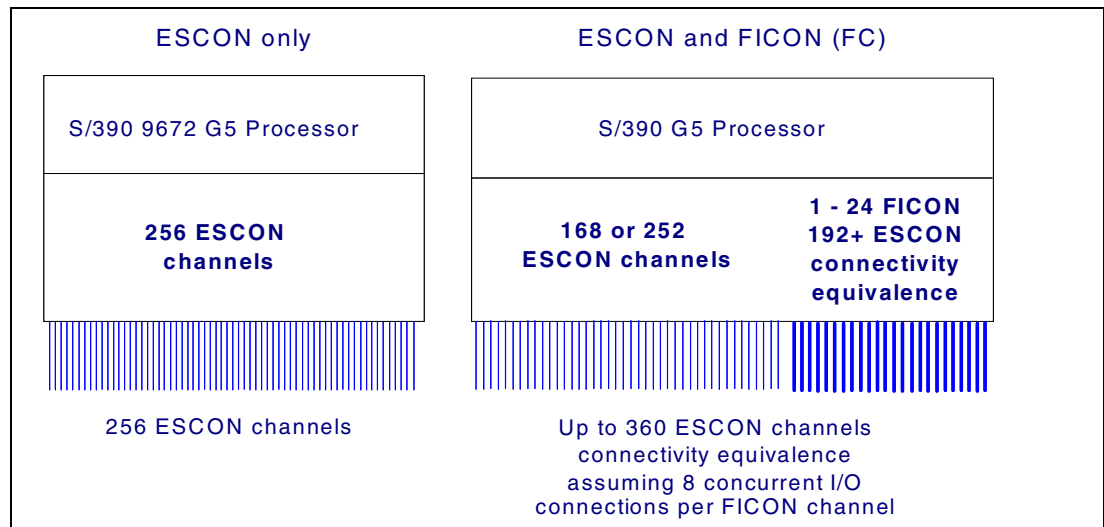 ESCON only
S/390 9672 G5 Processor
256 ESCON
channels
256 ESCON channels
ESCON and FICON (FC)
S/390 G5 Processor
168 or 252
ESCON channels
1 - 24 FICON
192+ ESCON
connectivity
equivalence
Up to 360 ESCON channels
connectivity equivalence
assuming 8 concurrent I/O
connections per FICON channel